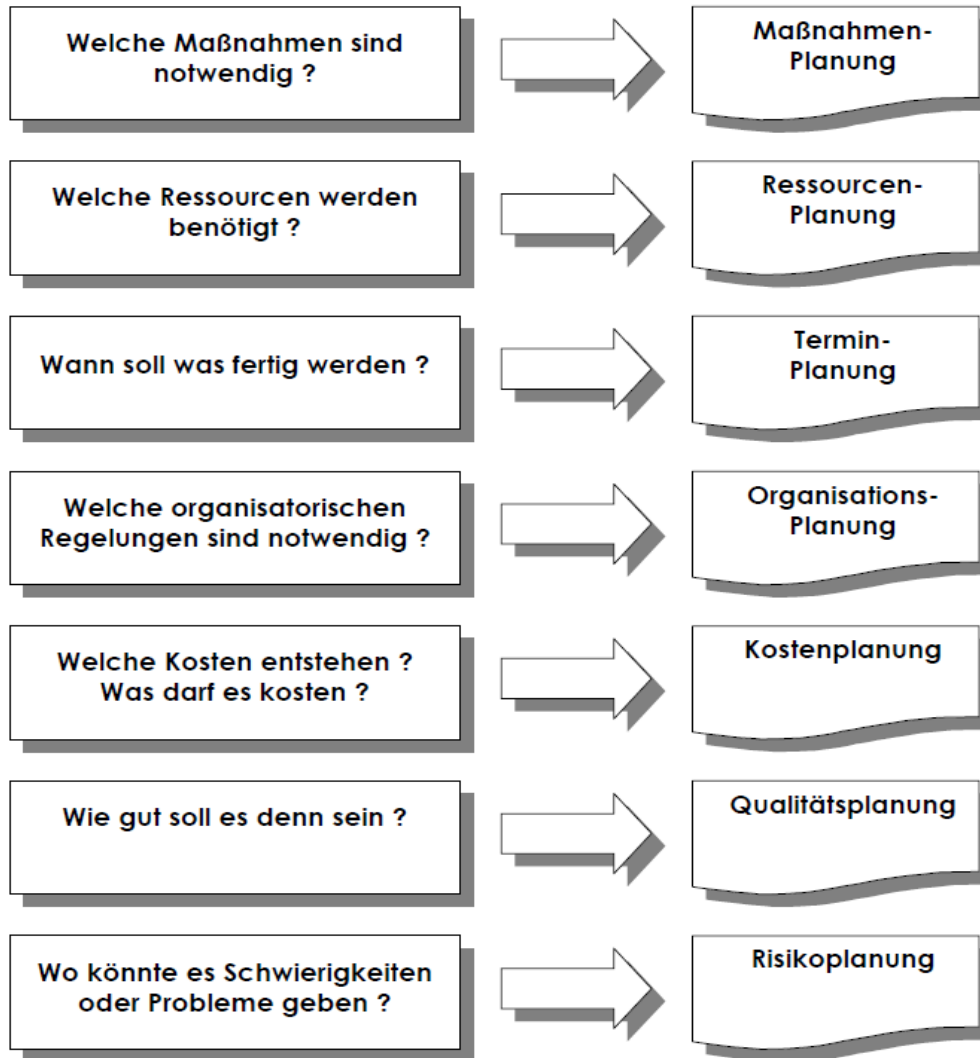 Welche Maßnahmen sind
notwendig ?
Maßnahmen-
Planung
Welche Ressourcen werden
benötigt ?
Ressourcen-
Planung
Wann soll was fertig werden ?
Termin-
Planung
Welche organisatorischen
Regelungen sind notwendig ?
Organisations-
Planung
Welche Kosten entstehen ?
Was darf es kosten ?
Kostenplanung
Wie gut soll es denn sein ?
Qualitätsplanung
Wo könnte es Schwierigkeiten
oder Probleme geben ?
Risikoplanung